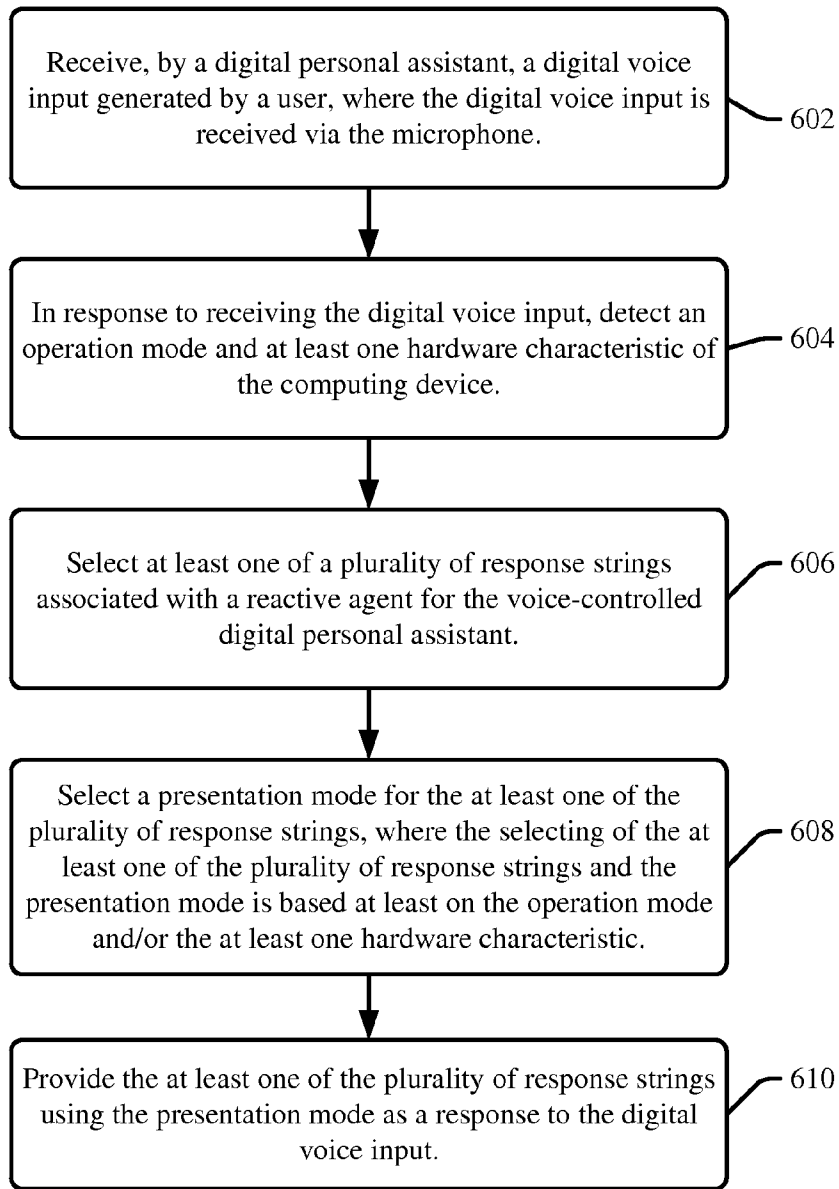 Receive, by a digital personal assistant, a digital voice
input generated by a user, where the digital voice input is
received via the microphone.
602
In response to receiving the digital voice input, detect an
operation mode and at least one hardware characteristic of
the computing device.
604
Select at least one of a plurality of response strings
associated with a reactive agent for the voice-controlled
digital personal assistant.
606
Select a presentation mode for the at least one of the
plurality of response strings, where the selecting of the at
least one of the plurality of response strings and the
presentation mode is based at least on the operation mode
and/or the at least one hardware characteristic.
608
Provide the at least one of the plurality of response strings
using the presentation mode as a response to the digital
voice input.
610